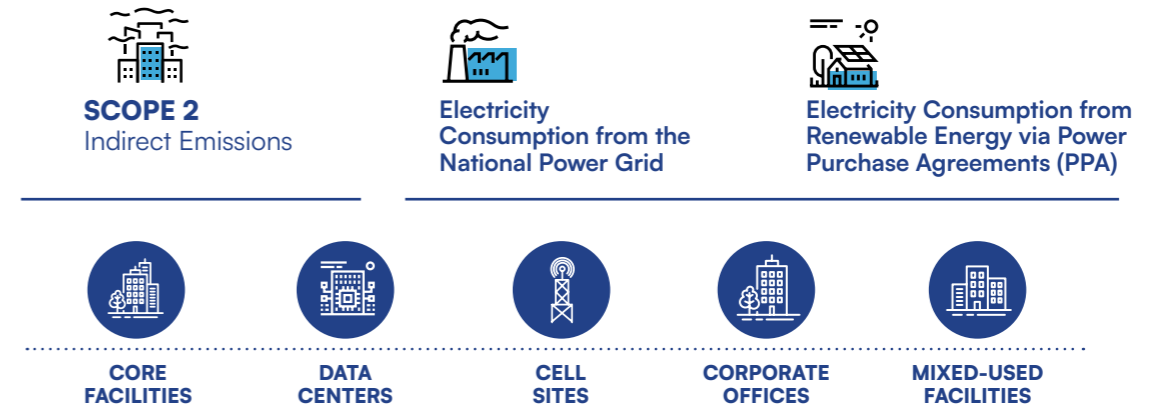 SCOPE 2
Indirect Emissions
Electricity
Consumption from the
National Power Grid
Electricity Consumption from
Renewable Energy via Power
Purchase Agreements (PPA)
CORE
FACILITIES
DATA
CENTERS
CELL
SITES
CORPORATE
OFFICES
MIXED-USED
FACILITIES